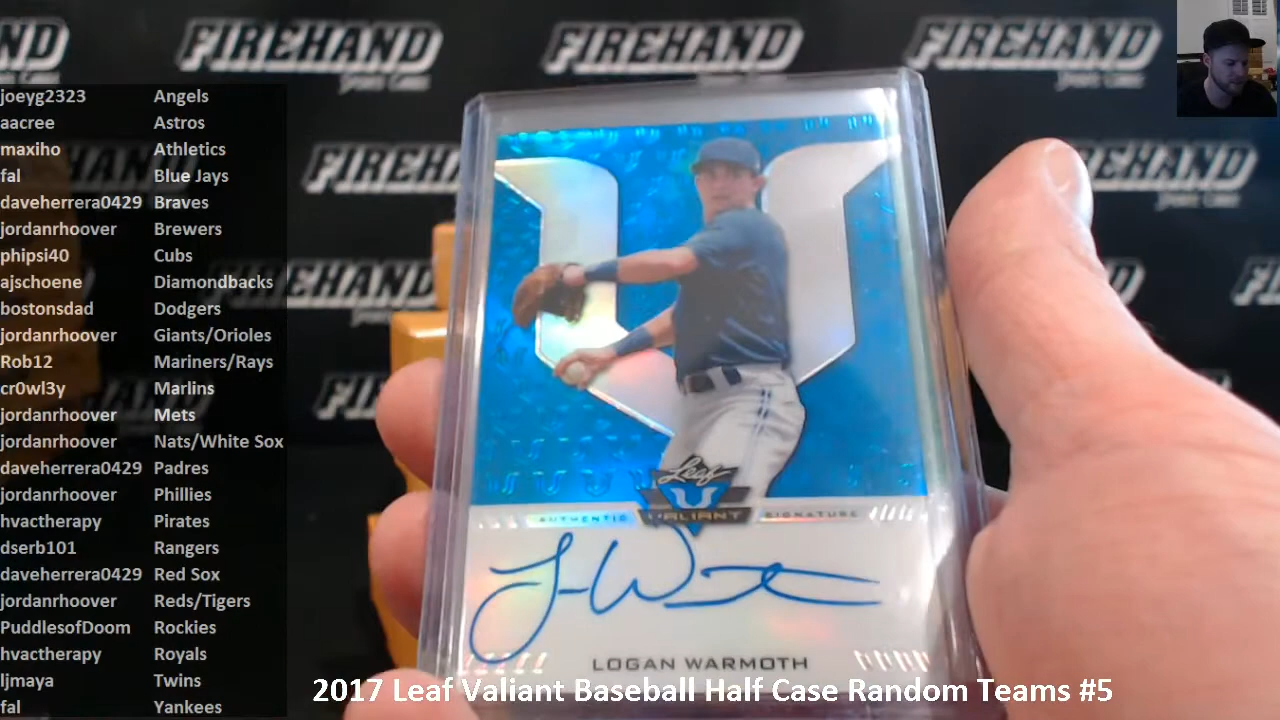 FIREHAND
FIREHAND
FIREHAND
joeyg2323 Angels
aacree Astros
maxiho Athletics
fal Blue Jays
daveherrera0429 Braves
jordanrhoover Brewers
phipsi40 Cubs
ajschoene Diamondbacks
bostonsdad Dodgers
jordanrhoover Giants/Orioles
Rob12 Mariners/Rays
cr0wl3y Marlins
jordanrhoover Mets
jordanrhoover Nats/White Sox
daveherrera0429 Padres
jordanrhoover Phillies
hvactherapy Pirates
dserb101 Rangers
daveherrera0429 Red Sox
jordanrhoover Reds/Tigers
PuddlesofDoom Rockies
hvactherapy Royals
ljmaya Twins
fal Yankees
Leaf
AUTHENTIC VALIANT SIGNATURE
LOGAN WARMOTH
2017 Leaf Valiant Baseball Half Case Random Teams #5